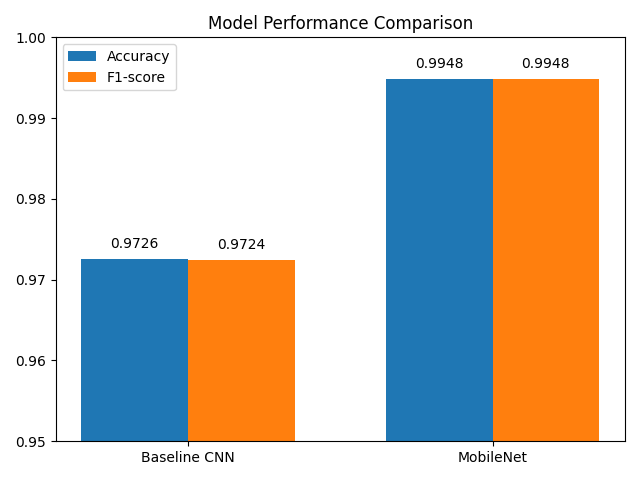 Model Performance Comparison
1.00
0.99
0.98
0.97
0.96
0.95
Accuracy
F1-score
0.9726
0.9724
0.9948
0.9948
Baseline CNN
MobileNet